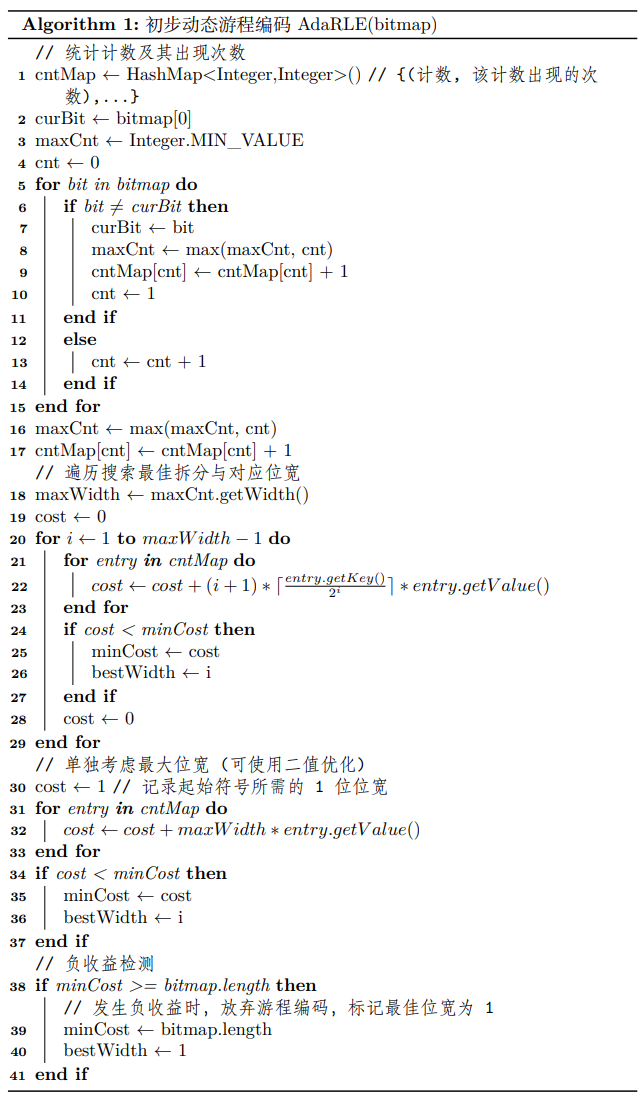 Algorithm 1: 初步动态游程编码 AdaRLE(bitmap)
// 统计计数及其出现次数
1 cntMap ← HashMap<Integer,Integer>() // {(计数, 该计数出现的次
数),...}
2 curBit ← bitmap[0]
3 maxCnt ← Integer.MIN_VALUE
4 cnt ← 0
5 for bit in bitmap do
6 if bit ≠ curBit then
7 curBit ← bit
8 maxCnt ← max(maxCnt, cnt)
9 cntMap[cnt] ← cntMap[cnt] + 1
10 cnt ← 1
11 end if
12 else
13 cnt ← cnt + 1
14 end if
15 end for
16 maxCnt ← max(maxCnt, cnt)
17 cntMap[cnt] ← cntMap[cnt] + 1
// 遍历搜索最佳拆分与对应位宽
18 maxWidth ← maxCnt.getWidth()
19 cost ← 0
20 for i ← 1 to maxWidth − 1 do
21 for entry in cntMap do
22 cost ← cost + (i + 1) ∗ ⌈entry.getKey()/2^i⌉ ∗ entry.getValue()
23 end for
24 if cost < minCost then
25 minCost ← cost
26 bestWidth ← i
27 end if
28 cost ← 0
29 end for
// 单独考虑最大位宽 (可使用二值优化)
30 cost ← 1 // 记录起始符号所需的 1 位位宽
31 for entry in cntMap do
32 cost ← cost + maxWidth ∗ entry.getValue()
33 end for
34 if cost < minCost then
35 minCost ← cost
36 bestWidth ← i
37 end if
// 负收益检测
38 if minCost >= bitmap.length then
// 发生负收益时, 放弃游程编码, 标记最佳位宽为 1
39 minCost ← bitmap.length
40 bestWidth ← 1
41 end if